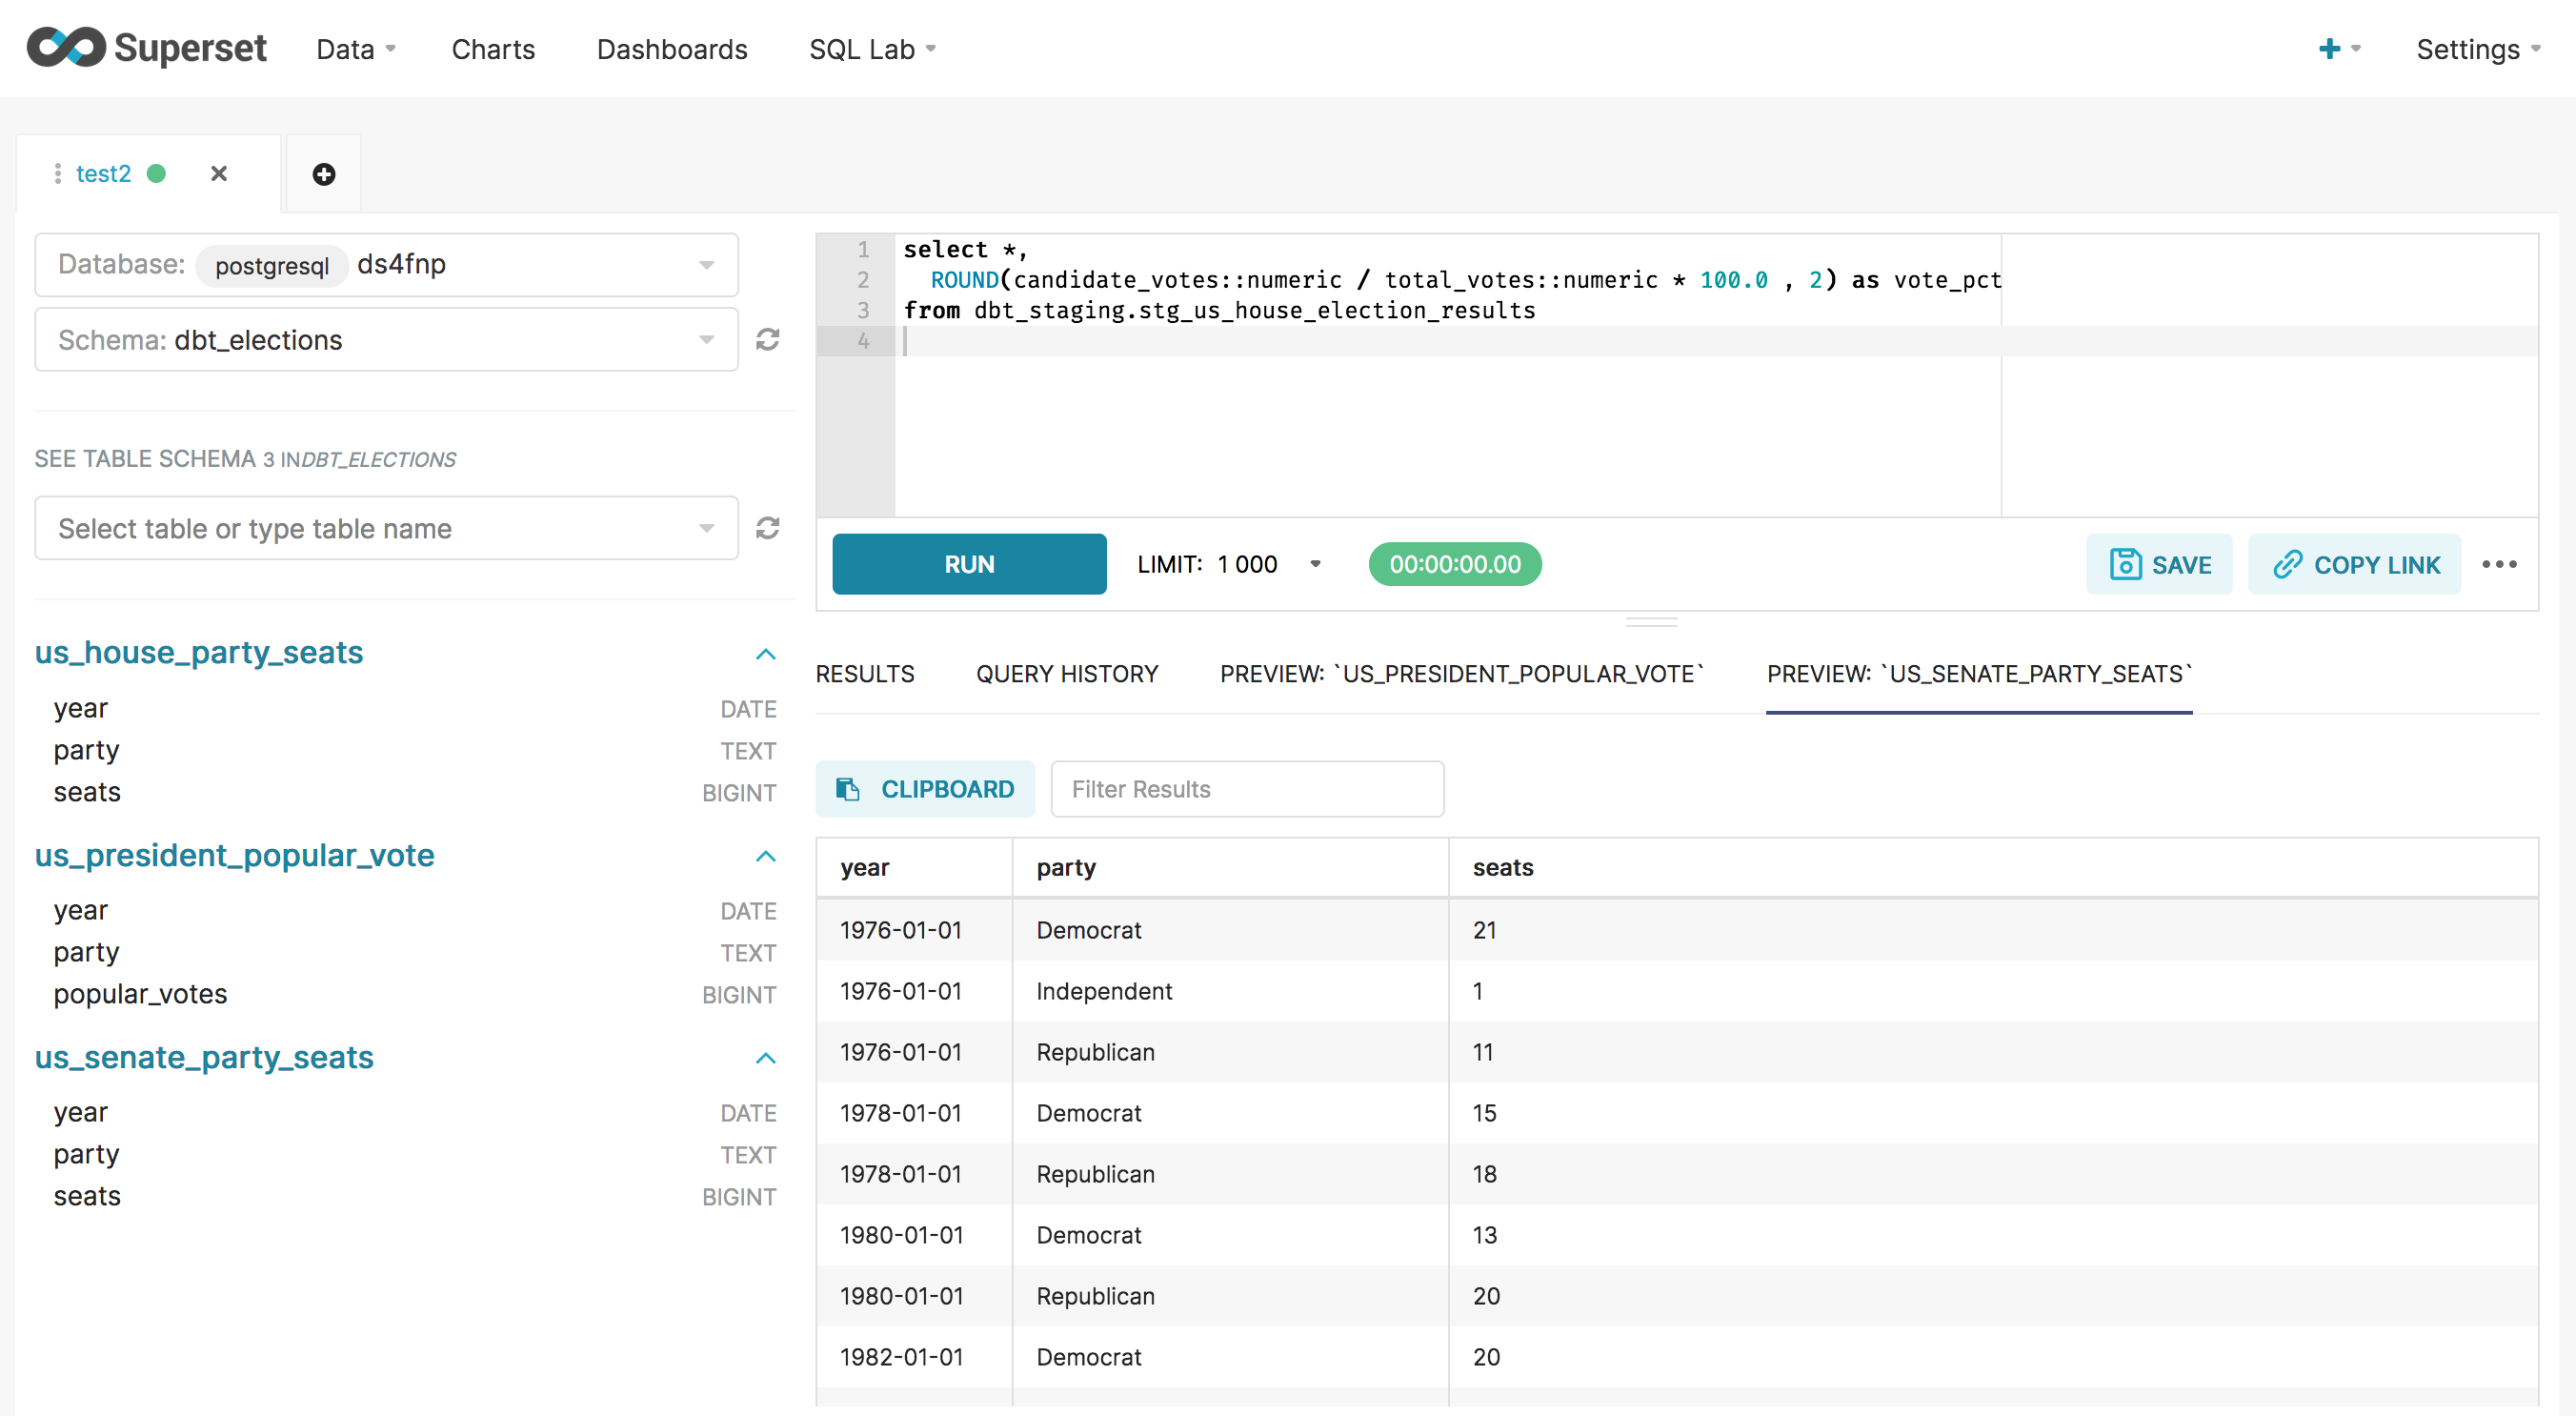 Superset Data Charts Dashboards SQL Lab Settings
test2
Database: postgresql ds4fnp
Schema: dbt_elections
SEE TABLE SCHEMA 3 IN DBT_ELECTIONS
Select table or type table name
us_house_party_seats
year DATE
party TEXT
seats BIGINT
us_president_popular_vote
year DATE
party TEXT
popular_votes BIGINT
us_senate_party_seats
year DATE
party TEXT
seats BIGINT
1 select *,
2 ROUND(candidate_votes::numeric / total_votes::numeric * 100.0 , 2) as vote_pct
3 from dbt_staging.stg_us_house_election_results
4
RUN LIMIT: 1 000 00:00:00.00 SAVE COPY LINK
RESULTS QUERY HISTORY PREVIEW: `US_PRESIDENT_POPULAR_VOTE` PREVIEW: `US_SENATE_PARTY_SEATS`
CLIPBOARD Filter Results
year party seats
1976-01-01 Democrat 21
1976-01-01 Independent 1
1976-01-01 Republican 11
1978-01-01 Democrat 15
1978-01-01 Republican 18
1980-01-01 Democrat 13
1980-01-01 Republican 20
1982-01-01 Democrat 20